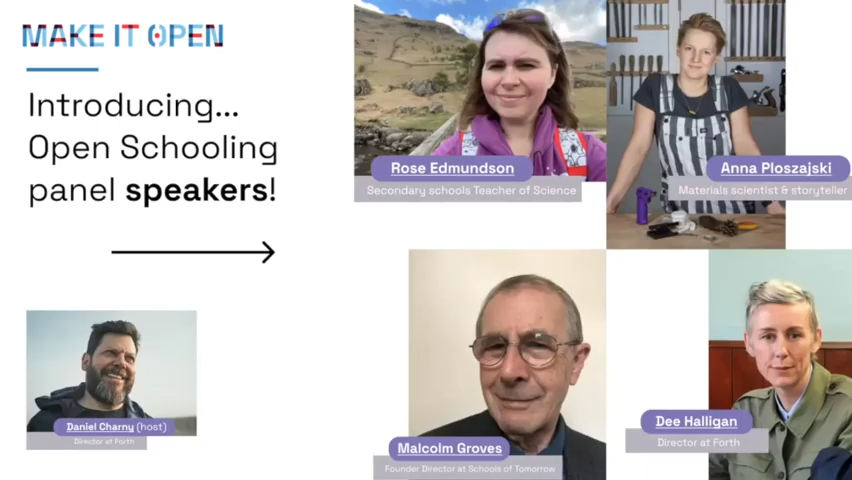 MAKE IT OPEN
Introducing...
Open Schooling
panel speakers!
Rose Edmundson
Secondary schools Teacher of Science
Anna Ploszajski
Materials scientist & storyteller
Daniel Charny (host)
Director at Forth
Malcolm Groves
Founder Director at Schools of Tomorrow
Dee Halligan
Director at Forth